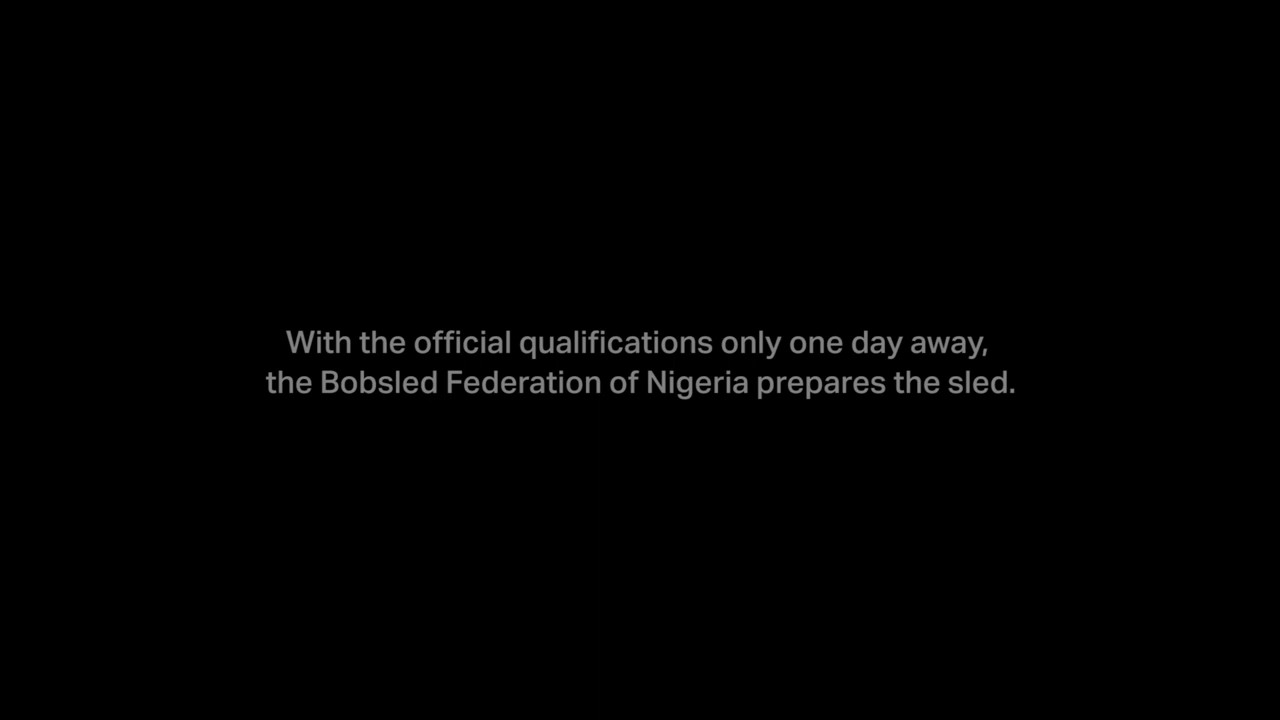 With the official qualifications only one day away,
the Bobsled Federation of Nigeria prepares the sled.